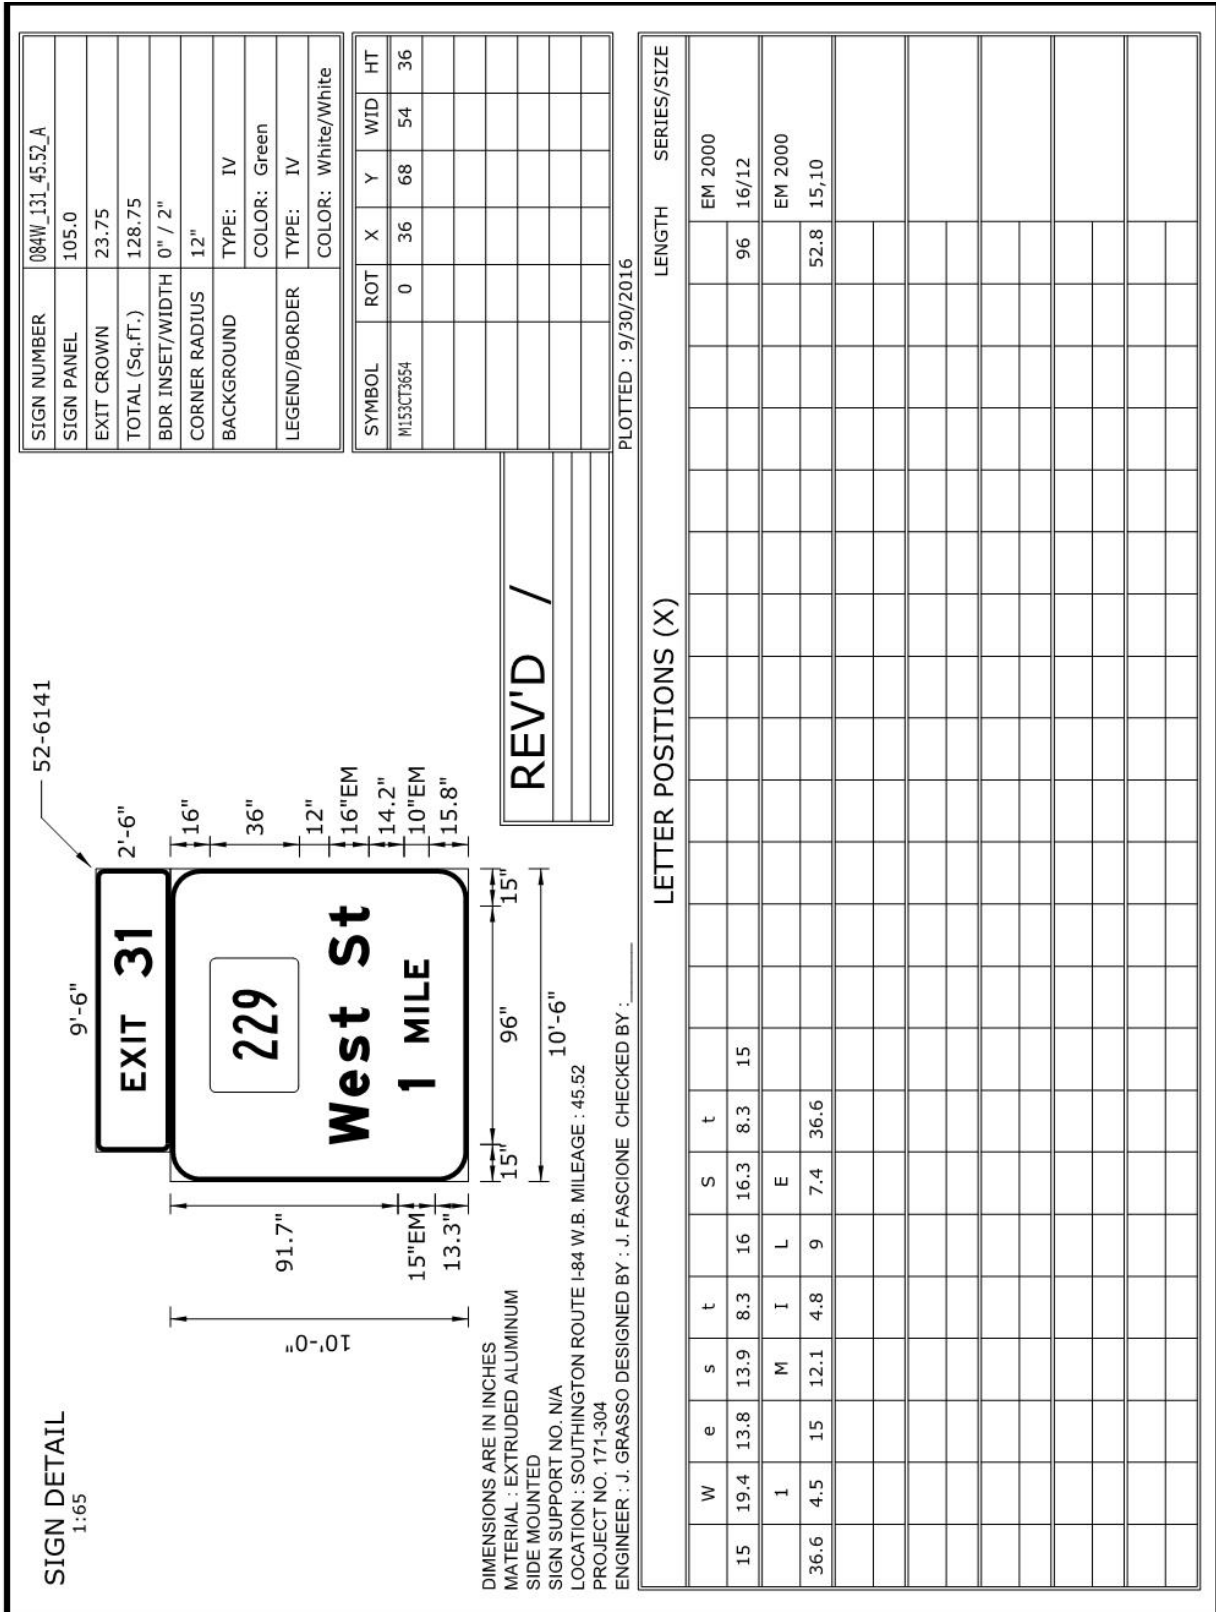 SIGN DETAIL
1:65
9'-6"
52-6141
EXIT 31
2'-6"
229
West St
1 MILE
16"
36"
12"
16"EM
14.2"
10"EM
15.8"
91.7"
15"EM
13.3"
10'-0"
15" 96" 15"
10'-6"
DIMENSIONS ARE IN INCHES
MATERIAL : EXTRUDED ALUMINUM
SIDE MOUNTED
SIGN SUPPORT NO. N/A
LOCATION : SOUTHINGTON ROUTE I-84 W.B. MILEAGE : 45.52
PROJECT NO. 171-304
ENGINEER : J. GRASSO DESIGNED BY : J. FASCIONE CHECKED BY :
REV'D /
SIGN NUMBER 084W_131_45.52_A
SIGN PANEL 105.0
EXIT CROWN 23.75
TOTAL (Sq.fT.) 128.75
BDR INSET/WIDTH 0" / 2"
CORNER RADIUS 12"
BACKGROUND TYPE: IV
COLOR: Green
LEGEND/BORDER TYPE: IV
COLOR: White/White
SYMBOL ROT X Y WID HT
M153CT3654 0 36 68 54 36
PLOTTED : 9/30/2016
LETTER POSITIONS (X) LENGTH SERIES/SIZE
W e s t S t EM 2000
15 19.4 13.8 13.9 8.3 16 16.3 8.3 15 96 16/12
1 M I L E EM 2000
36.6 4.5 15 12.1 4.8 9 7.4 36.6 52.8 15,10